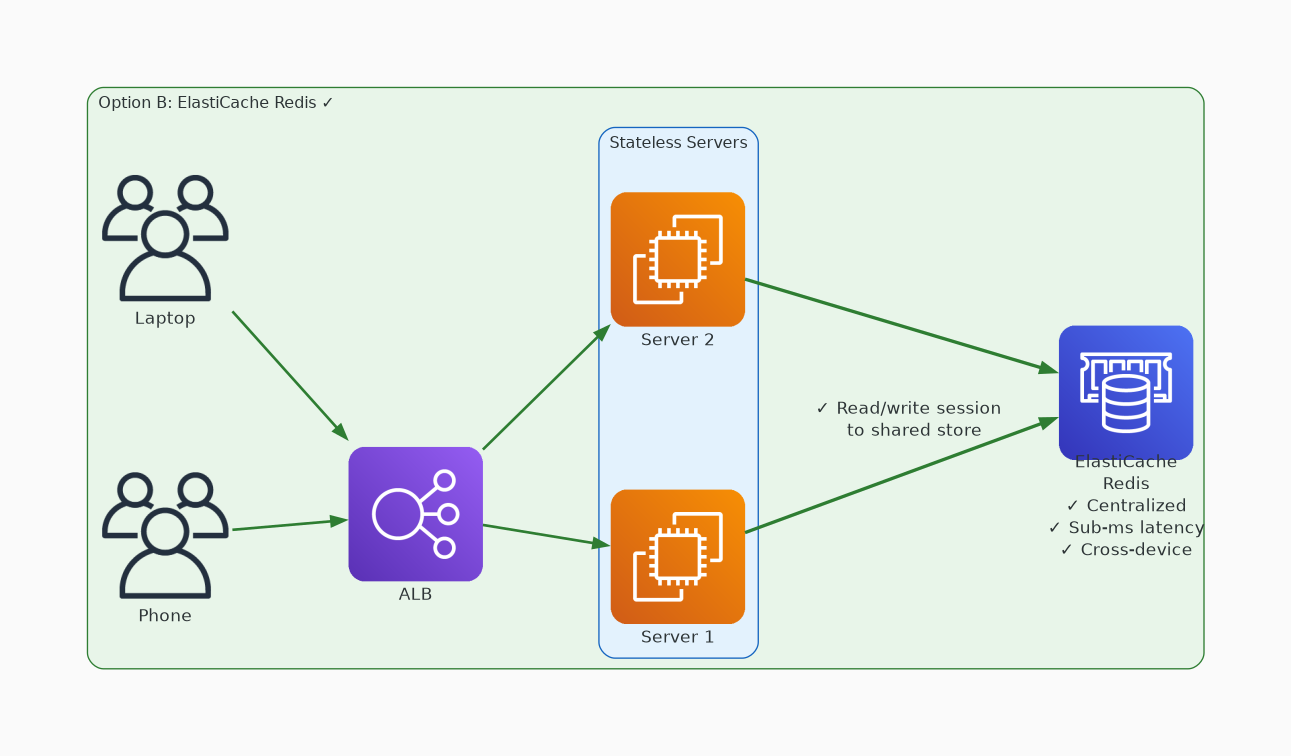 Option B: ElastiCache Redis ✓
Stateless Servers
Laptop
Server 2
✓ Read/write session
to shared store
ElastiCache
Redis
✓ Centralized
✓ Sub-ms latency
✓ Cross-device
ALB
Phone
Server 1